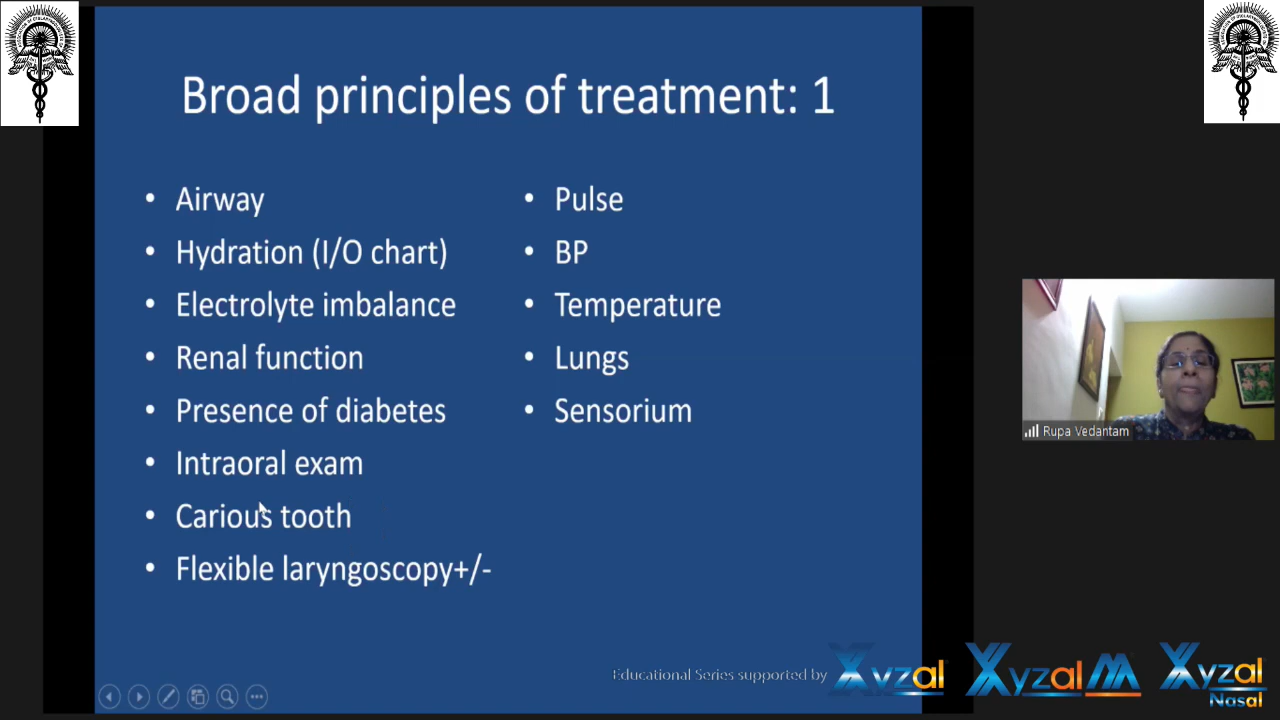 Broad principles of treatment: 1
• Airway
• Hydration (I/O chart)
• Electrolyte imbalance
• Renal function
• Presence of diabetes
• Intraoral exam
• Carious tooth
• Flexible laryngoscopy+/-
• Pulse
• BP
• Temperature
• Lungs
• Sensorium
Rupa Vedantam
Educational Series supported by
Xyzal
Xyzal M
Xyzal
Nasal